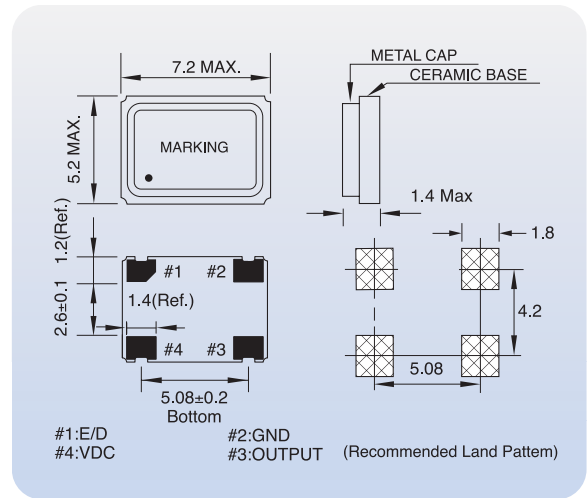 METAL CAP
7.2 MAX.
CERAMIC BASE
5.2 MAX.
MARKING
1.4 Max
1.2(Ref.)
#1 #2
1.8
2.6±0.1
1.4(Ref.)
4.2
#4 #3
5.08
5.08±0.2
Bottom
#1:E/D #2:GND
#4:VDC #3:OUTPUT (Recommended Land Pattem)